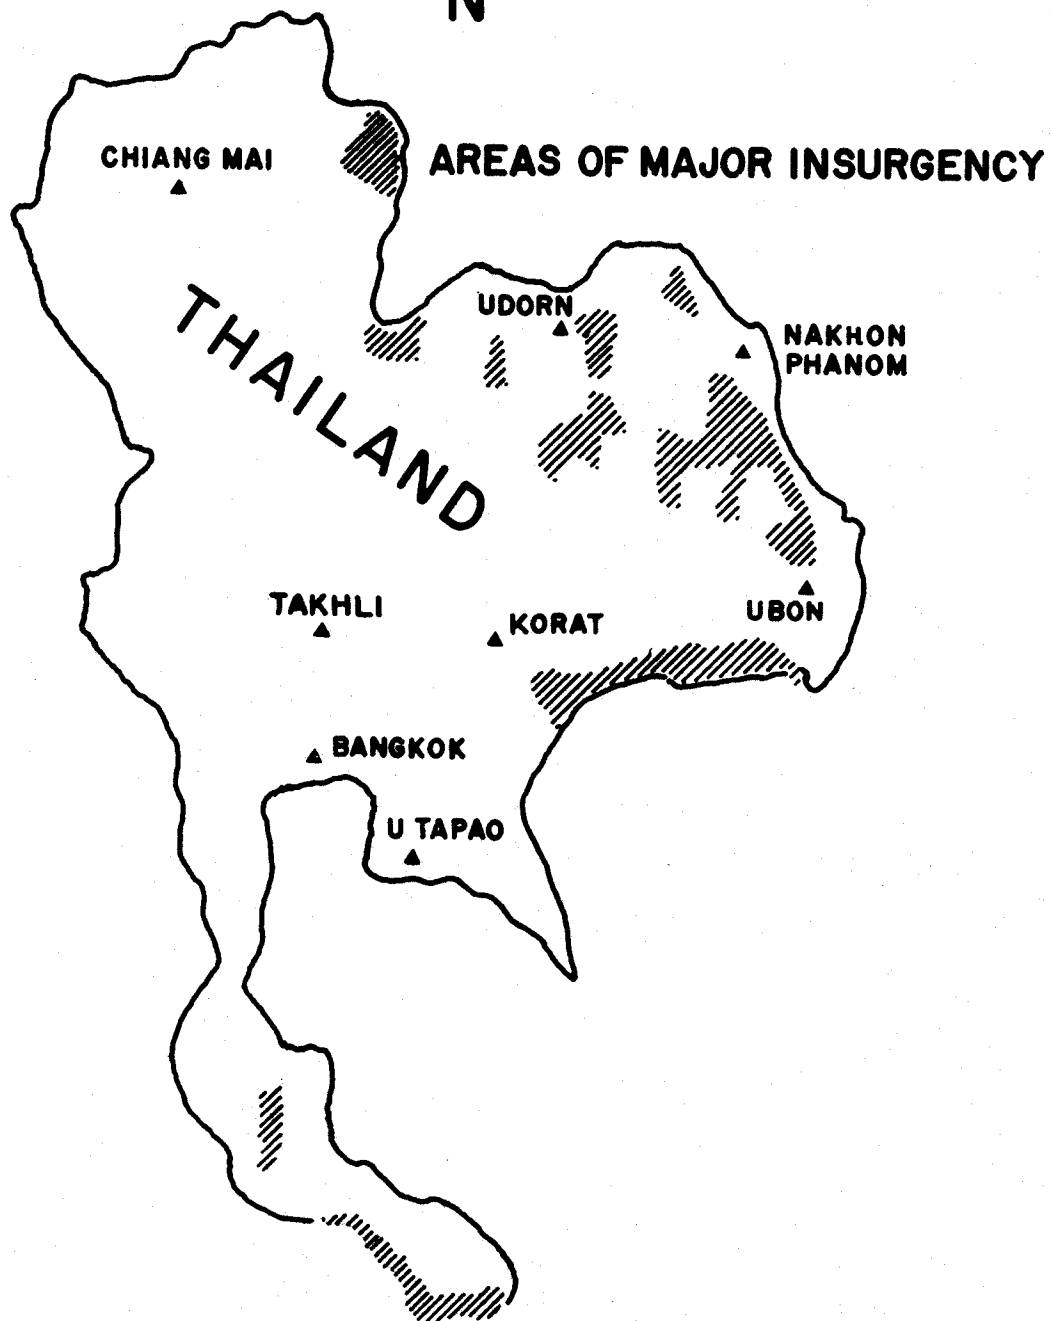 N
CHIANG MAI
AREAS OF MAJOR INSURGENCY
THAILAND
UDORN
NAKHON
PHANOM
TAKHLI
KORAT
UBON
BANGKOK
U TAPAO